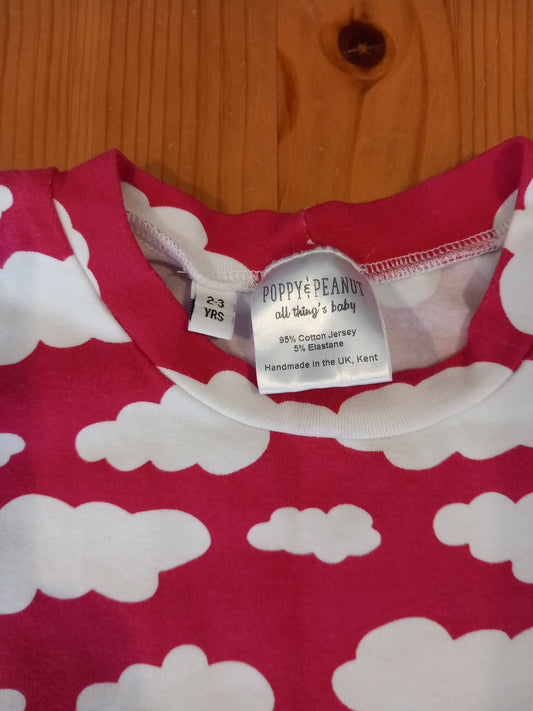 2-3
YRS
POPPY & PEANUT
all thing's baby
95% Cotton Jersey
5% Elastane
Handmade in the UK, Kent